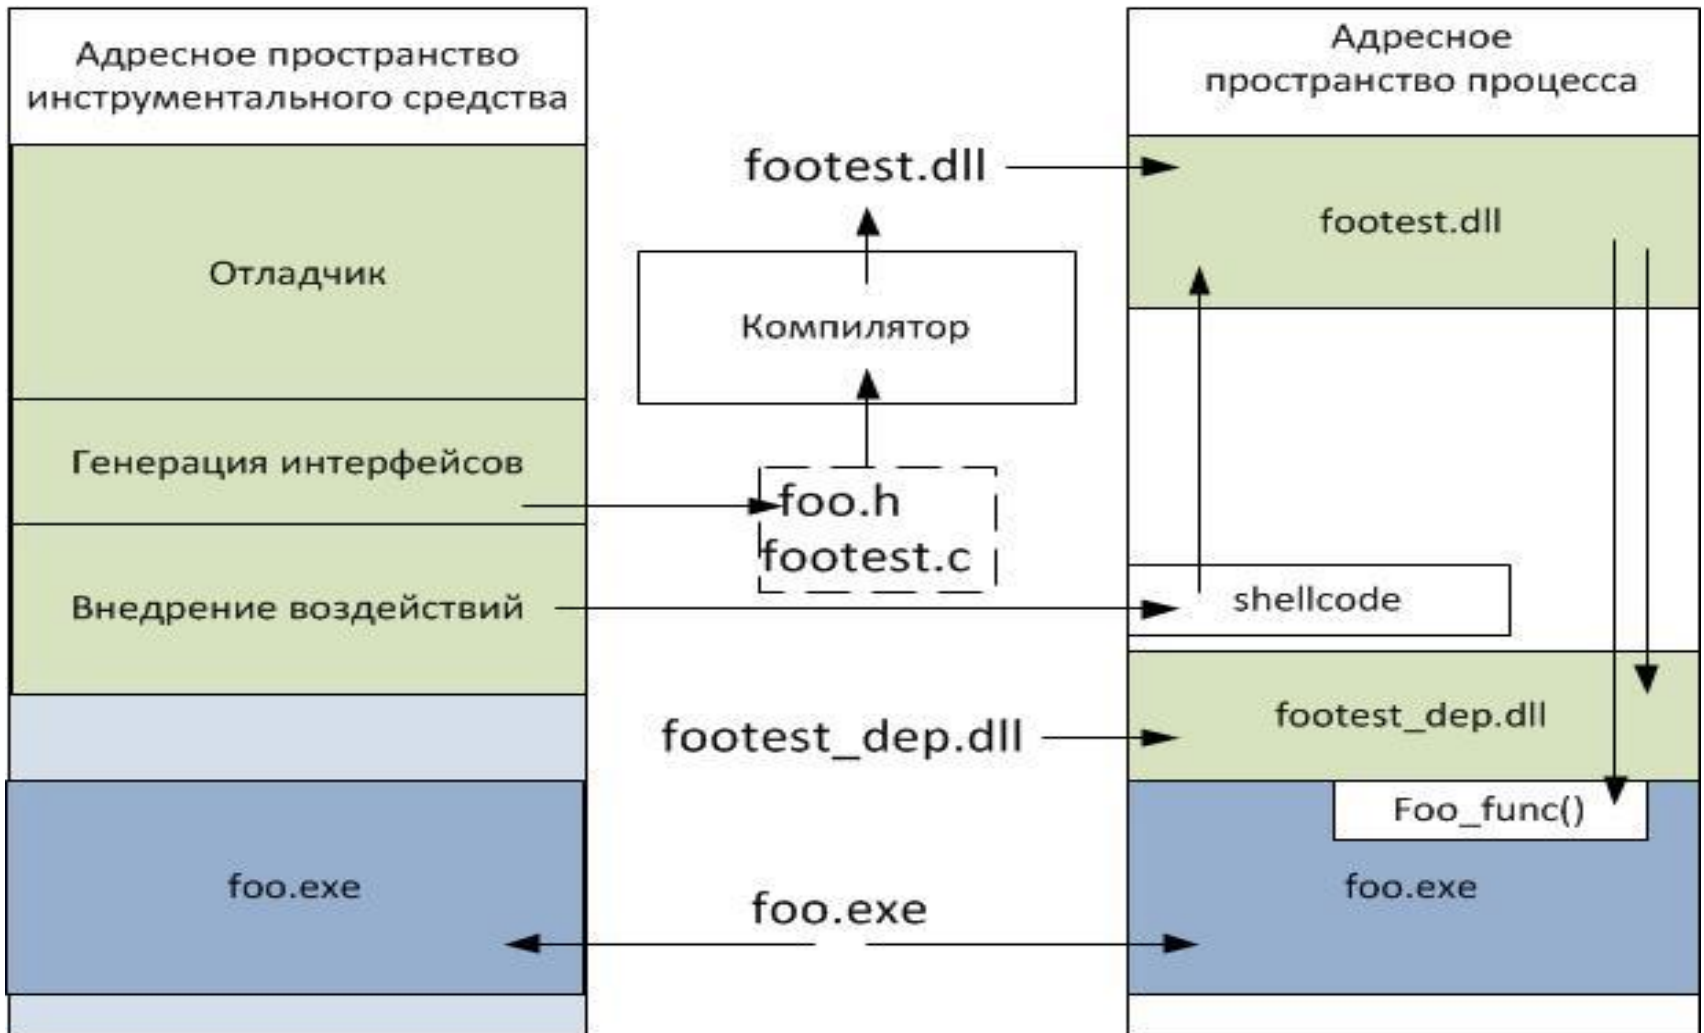 Адресное пространство
инструментального средства
Отладчик
Генерация интерфейсов
Внедрение воздействий
foo.exe
footest.dll
Компилятор
foo.h
footest.c
footest_dep.dll
foo.exe
Адресное
пространство процесса
footest.dll
shellcode
footest_dep.dll
Foo_func()
foo.exe